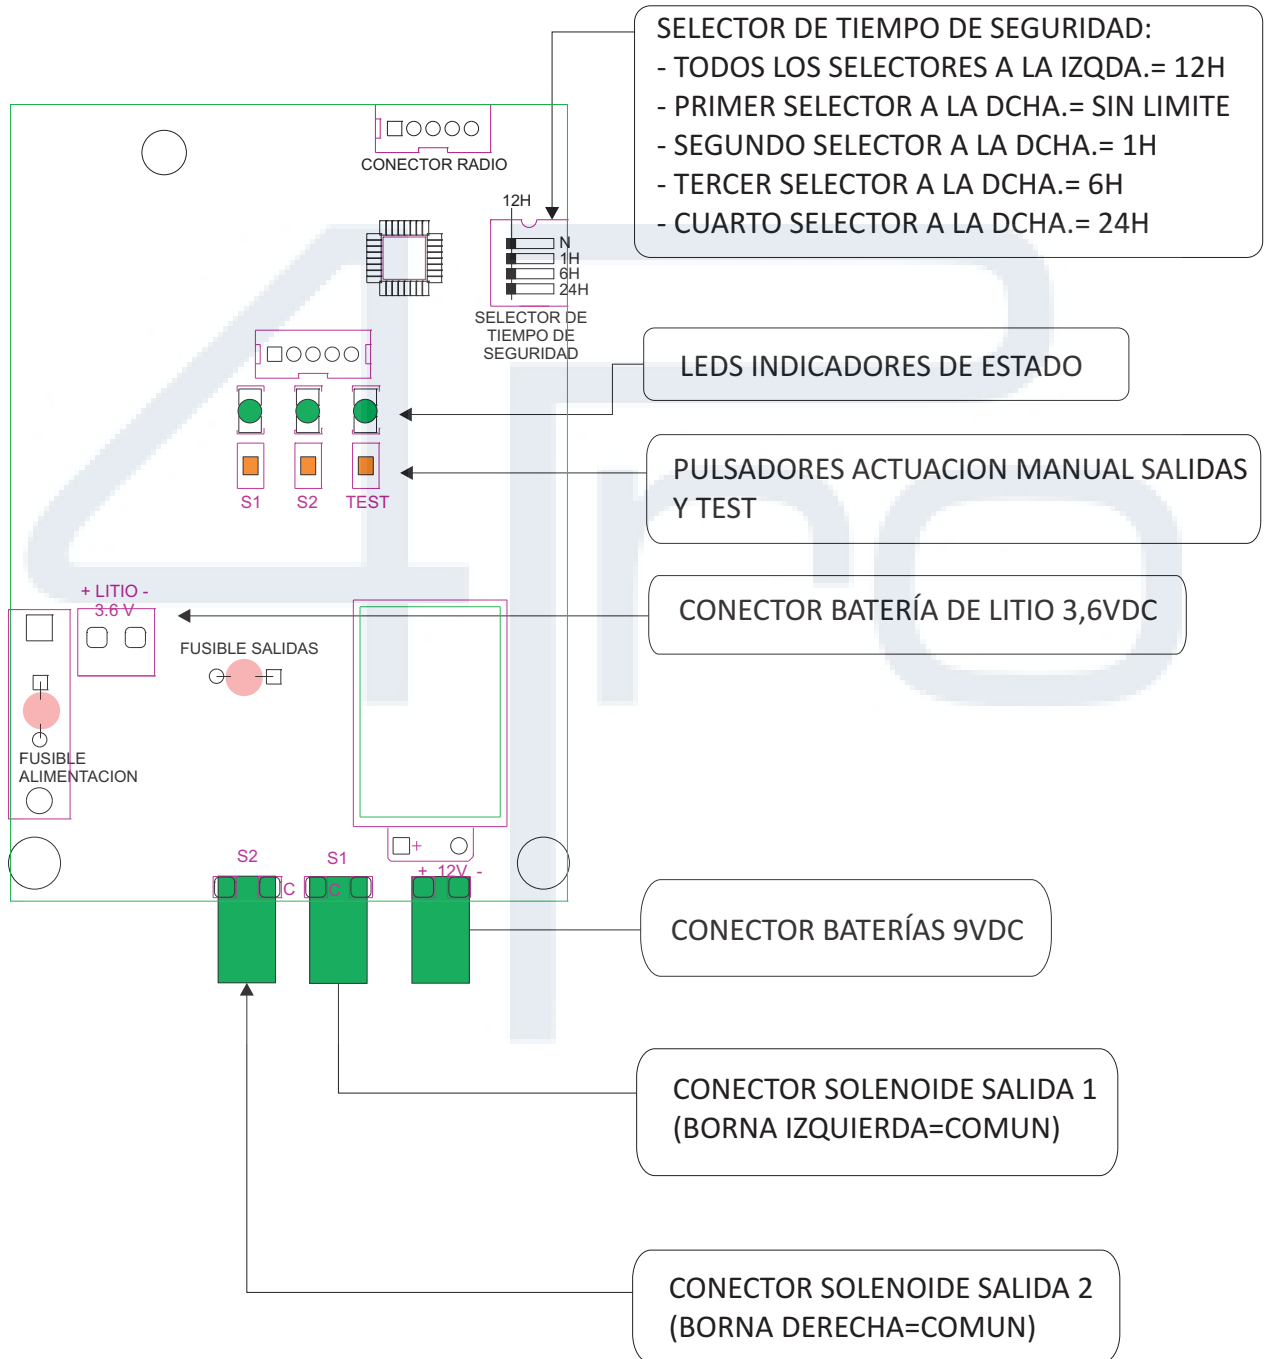 SELECTOR DE TIEMPO DE SEGURIDAD:
- TODOS LOS SELECTORES A LA IZQDA.= 12H
- PRIMER SELECTOR A LA DCHA.= SIN LIMITE
- SEGUNDO SELECTOR A LA DCHA.= 1H
- TERCER SELECTOR A LA DCHA.= 6H
- CUARTO SELECTOR A LA DCHA.= 24H
CONECTOR RADIO
12H
N
1H
6H
24H
SELECTOR DE
TIEMPO DE
SEGURIDAD
LEDS INDICADORES DE ESTADO
PULSADORES ACTUACION MANUAL SALIDAS
Y TEST
S1 S2 TEST
+ LITIO -
3.6 V
CONECTOR BATERÍA DE LITIO 3,6VDC
FUSIBLE SALIDAS
FUSIBLE
ALIMENTACION
+
S2 S1
+ 12V -
C C
CONECTOR BATERÍAS 9VDC
CONECTOR SOLENOIDE SALIDA 1
(BORNA IZQUIERDA=COMUN)
CONECTOR SOLENOIDE SALIDA 2
(BORNA DERECHA=COMUN)
4Pro